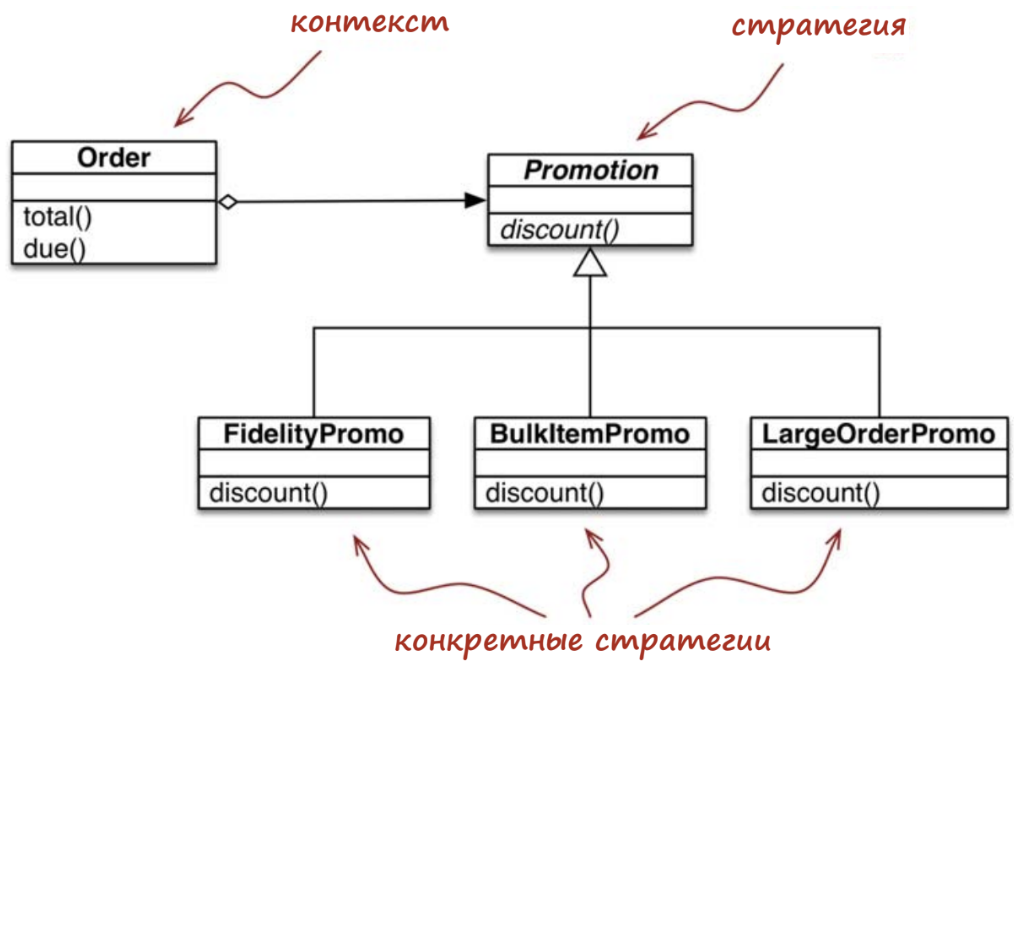 контекст
стратегия
Order
total()
due()
Promotion
discount()
FidelityPromo
discount()
BulkItemPromo
discount()
LargeOrderPromo
discount()
конкретные стратегии